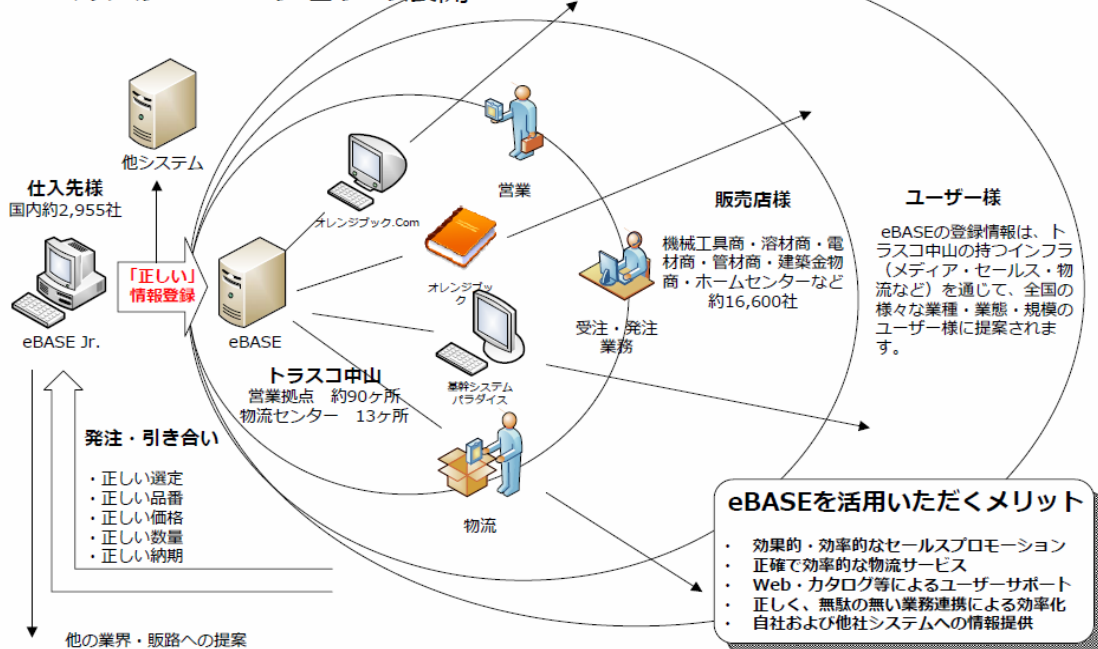 他システム
仕入先様
国内約2,955社
eBASE Jr.
「正しい」
情報登録
eBASE
オレンジブック.Com
営業
オレンジブッ
ク
受注・発注
業務
基幹システム
パラダイス
トラスコ中山
営業拠点　約90ヶ所
物流センター　13ヶ所
物流
販売店様
機械工具商・溶材商・電
材商・管材商・建築金物
商・ホームセンターなど
約16,600社
ユーザー様
eBASEの登録情報は、ト
ラスコ中山の持つインフラ
（メディア・セールス・物
流など）を通じて、全国の
様々な業種・業態・規模の
ユーザー様に提案されま
す。
発注・引き合い
・正しい選定
・正しい品番
・正しい価格
・正しい数量
・正しい納期
他の業界・販路への提案
eBASEを活用いただくメリット
・　効果的・効率的なセールスプロモーション
・　正確で効率的な物流サービス
・　Web・カタログ等によるユーザーサポート
・　正しく、無駄の無い業務連携による効率化
・　自社および他社システムへの情報提供